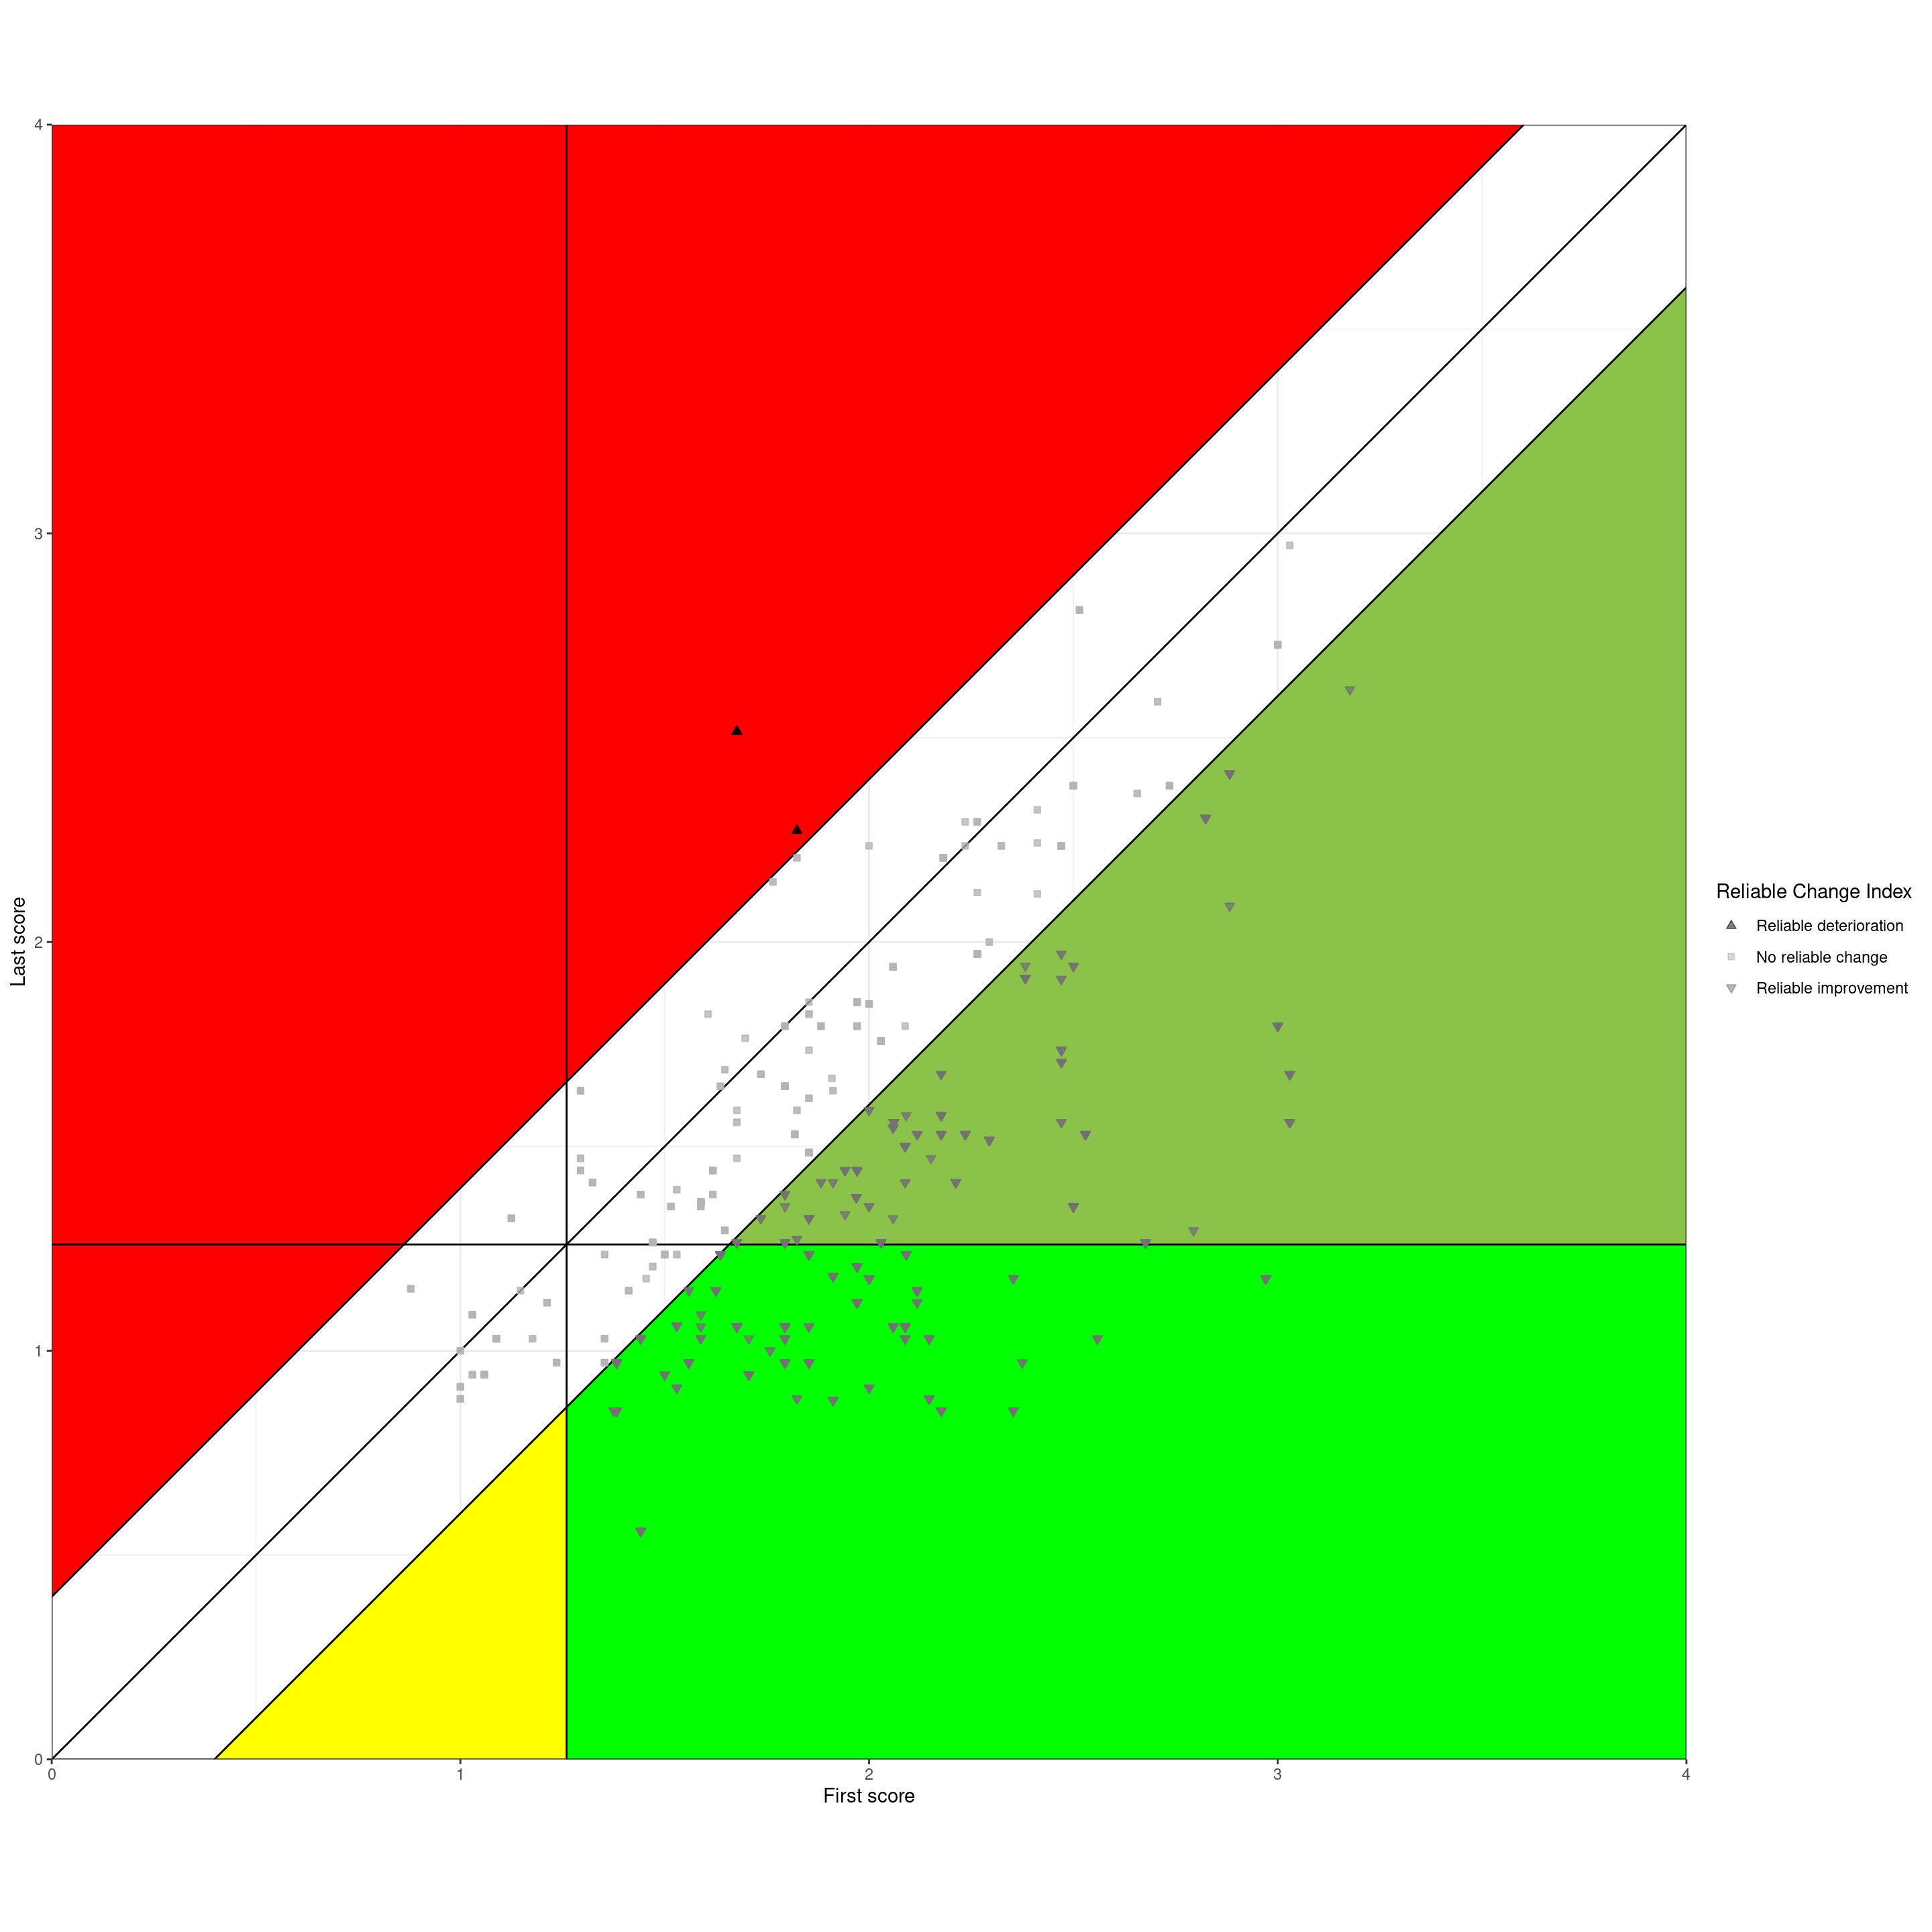 4
3
2
1
0
Last score
0 1 2 3 4
First score
Reliable Change Index
Reliable deterioration
No reliable change
Reliable improvement